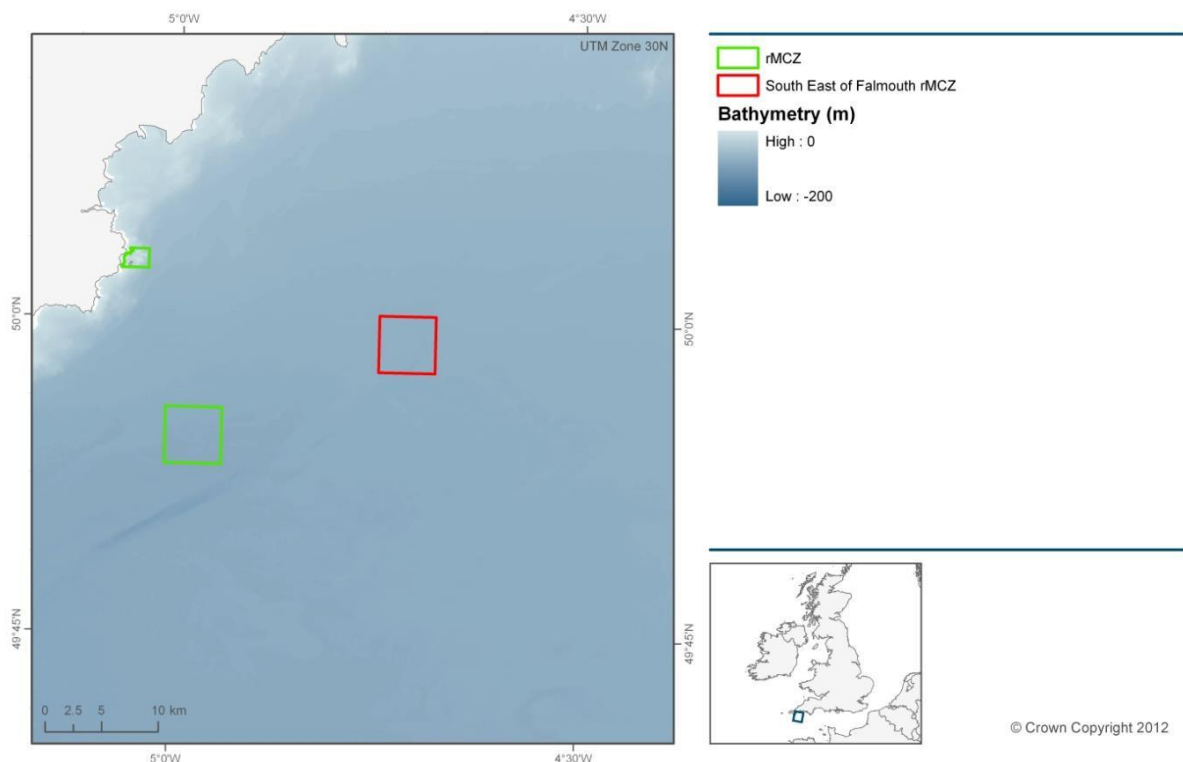 5°0'W
4°30'W
UTM Zone 30N
50°0'N
50°0'N
49°45'N
49°45'N
0 2.5 5 10 km
5°0'W
4°30'W
rMCZ
South East of Falmouth rMCZ
Bathymetry (m)
High : 0
Low : -200
© Crown Copyright 2012